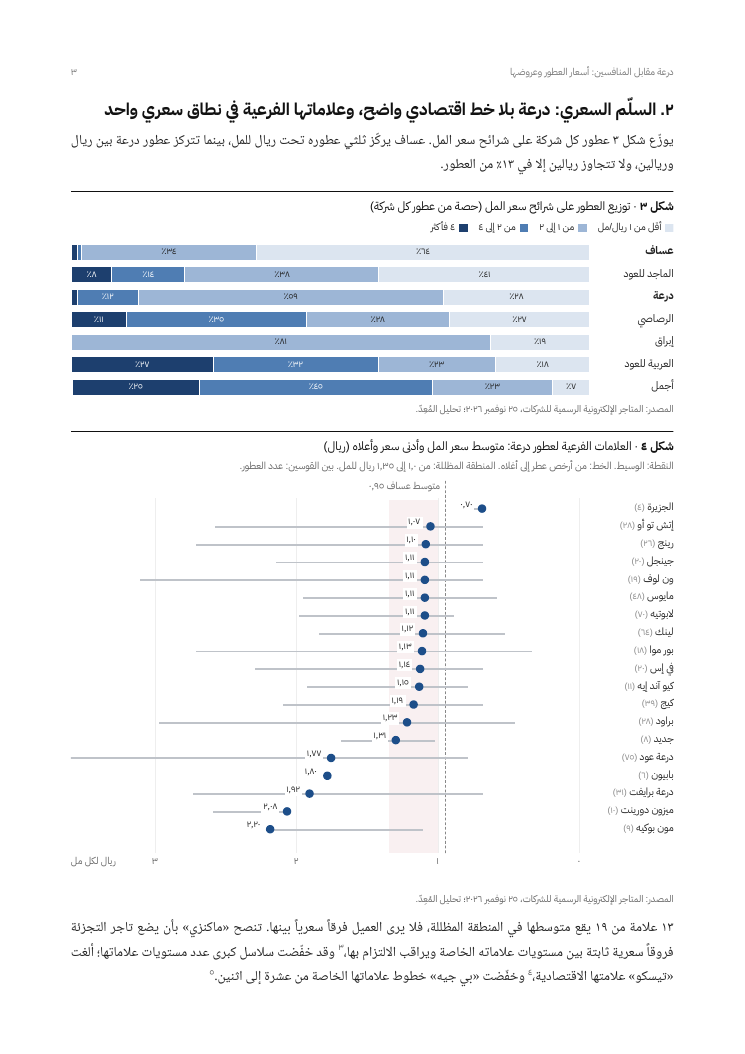 درعة مقابل المنافسين: أسعار العطور وعروضها
٣
٢. السلّم السعري: درعة بلا خط اقتصادي واضح، وعلاماتها الفرعية في نطاق سعري واحد
يوزّع شكل ٣ عطور كل شركة على شرائح سعر المل. عساف يركّز ثلثي عطوره تحت ريال للمل، بينما تتركز عطور درعة بين ريال
وريالين، ولا تتجاوز ريالين إلا في ١٣٪ من العطور.
شكل ٣ · توزيع العطور على شرائح سعر المل (حصة من عطور كل شركة)
أقل من ١ ريال/مل من ١ إلى ٢ من ٢ إلى ٤ ٤ فأكثر
عساف ٪٦٤ ٪٣٤
الماجد للعود ٪٤١ ٪٣٨ ٪١٤ ٪٨
درعة ٪٢٨ ٪٥٩ ٪١٢
الرصاصي ٪٢٧ ٪٢٨ ٪٣٥ ٪١١
إبراق ٪١٩ ٪٨١
العربية للعود ٪١٨ ٪٢٣ ٪٣٢ ٪٢٧
أجمل ٪٧ ٪٢٣ ٪٤٥ ٪٢٥
المصدر: المتاجر الإلكترونية الرسمية للشركات، ٢٥ نوفمبر ٢٠٢٦؛ تحليل المُعِدّ.
شكل ٤ · العلامات الفرعية لعطور درعة: متوسط سعر المل وأدنى سعر وأعلاه (ريال)
النقطة: الوسيط. الخط: من أرخص عطر إلى أغلاه. المنطقة المظللة: من ١٫٠ إلى ١٫٣٥ ريال للمل. بين القوسين: عدد العطور.
متوسط عساف ٠٫٩٥
الجزيرة (٤) ٠٫٧٠
إتش تو أو (٢٨) ١٫٠٧
رينج (٢٦) ١٫١٠
جينجل (٢٠) ١٫١١
ون لوف (١٩) ١٫١١
مايوس (٤٨) ١٫١١
لابوتيه (٧٠) ١٫١١
لينك (٦٤) ١٫١٢
بور موا (١٨) ١٫١٣
في إس (٢٠) ١٫١٤
كيو آند إيه (١١) ١٫١٥
كيج (٣٩) ١٫١٩
براود (٢٨) ١٫٢٣
جديد (٨) ١٫٣١
درعة عود (٧٥) ١٫٧٧
بابيون (٦) ١٫٨٠
درعة برايفت (٣١) ١٫٩٢
ميزون دورينت (١٠) ٢٫٠٨
مون بوكيه (٩) ٢٫٢٠
٠ ١ ٢ ٣ ريال لكل مل
المصدر: المتاجر الإلكترونية الرسمية للشركات، ٢٥ نوفمبر ٢٠٢٦؛ تحليل المُعِدّ.
١٣ علامة من ١٩ يقع متوسطها في المنطقة المظللة، فلا يرى العميل فرقاً سعرياً بينها. تنصح «ماكنزي» بأن يضع تاجر التجزئة
فروقاً سعرية ثابتة بين مستويات علاماته الخاصة ويراقب الالتزام بها،٣ وقد خفّضت سلاسل كبرى عدد مستويات علاماتها؛ ألغت
«تيسكو» علامتها الاقتصادية،٤ وخفّضت «بي جيه» خطوط علاماتها الخاصة من عشرة إلى اثنين.٥